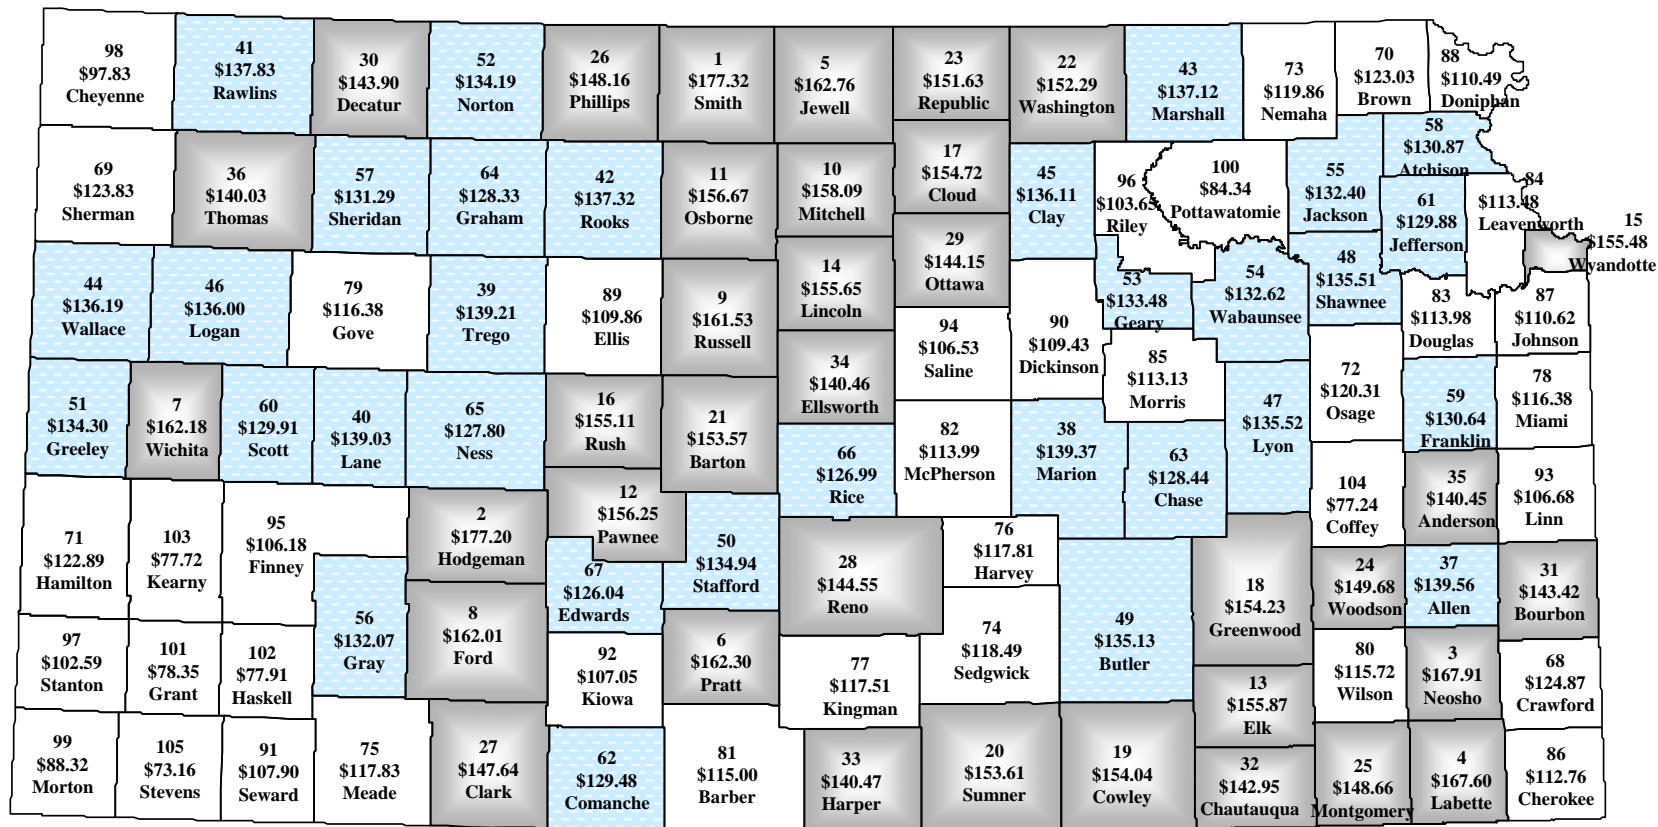 98
$97.83
Cheyenne
41
$137.83
Rawlins
30
$143.90
Decatur
52
$134.19
Norton
26
$148.16
Phillips
1
$177.32
Smith
5
$162.76
Jewell
23
$151.63
Republic
22
$152.29
Washington
43
$137.12
Marshall
73
$119.86
Nemaha
70
$123.03
Brown
88
$110.49
Doniphan
69
$123.83
Sherman
36
$140.03
Thomas
57
$131.29
Sheridan
64
$128.33
Graham
42
$137.32
Rooks
11
$156.67
Osborne
10
$158.09
Mitchell
17
$154.72
Cloud
45
$136.11
Clay
96
$103.65
Riley
100
$84.34
Pottawatomie
55
$132.40
Jackson
58
$130.87
Atchison
61
$129.88
Jefferson
84
$113.48
Leavenworth
15
$155.48
Wyandotte
44
$136.19
Wallace
46
$136.00
Logan
79
$116.38
Gove
39
$139.21
Trego
89
$109.86
Ellis
9
$161.53
Russell
14
$155.65
Lincoln
29
$144.15
Ottawa
94
$106.53
Saline
90
$109.43
Dickinson
53
$133.48
Geary
54
$132.62
Wabaunsee
48
$135.51
Shawnee
83
$113.98
Douglas
87
$110.62
Johnson
51
$134.30
Greeley
7
$162.18
Wichita
60
$129.91
Scott
40
$139.03
Lane
65
$127.80
Ness
16
$155.11
Rush
21
$153.57
Barton
34
$140.46
Ellsworth
66
$126.99
Rice
82
$113.99
McPherson
38
$139.37
Marion
85
$113.13
Morris
63
$128.44
Chase
47
$135.52
Lyon
72
$120.31
Osage
59
$130.64
Franklin
78
$116.38
Miami
71
$122.89
Hamilton
103
$77.72
Kearny
95
$106.18
Finney
2
$177.20
Hodgeman
12
$156.25
Pawnee
50
$134.94
Stafford
28
$144.55
Reno
76
$117.81
Harvey
104
$77.24
Coffey
35
$140.45
Anderson
93
$106.68
Linn
56
$132.07
Gray
8
$162.01
Ford
67
$126.04
Edwards
6
$162.30
Pratt
74
$118.49
Sedgwick
49
$135.13
Butler
18
$154.23
Greenwood
24
$149.68
Woodson
37
$139.56
Allen
31
$143.42
Bourbon
97
$102.59
Stanton
101
$78.35
Grant
102
$77.91
Haskell
92
$107.05
Kiowa
77
$117.51
Kingman
13
$155.87
Elk
80
$115.72
Wilson
3
$167.91
Neosho
68
$124.87
Crawford
99
$88.32
Morton
105
$73.16
Stevens
91
$107.90
Seward
75
$117.83
Meade
27
$147.64
Clark
62
$129.48
Comanche
81
$115.00
Barber
33
$140.47
Harper
20
$153.61
Sumner
19
$154.04
Cowley
32
$142.95
Chautauqua
25
$148.66
Montgomery
4
$167.60
Labette
86
$112.76
Cherokee